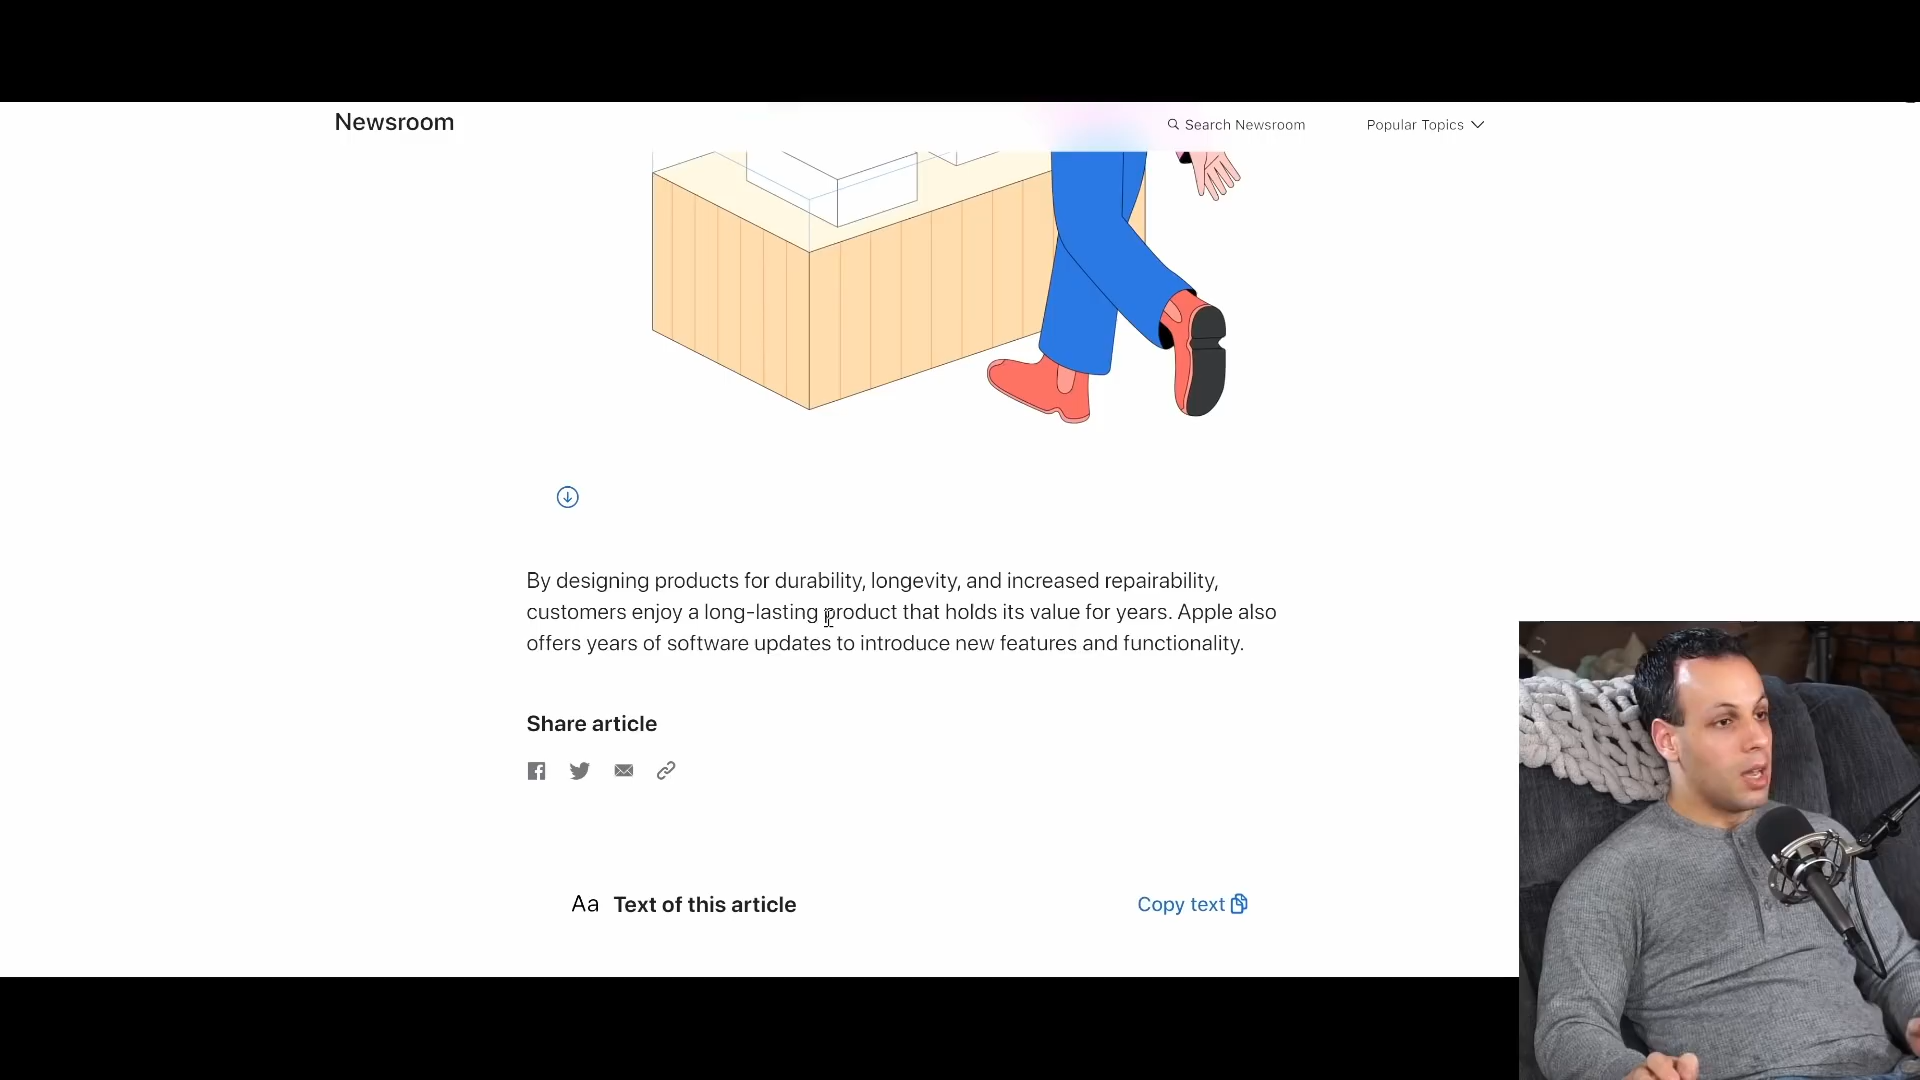 Newsroom
Search Newsroom
Popular Topics
By designing products for durability, longevity, and increased repairability,
customers enjoy a long-lasting product that holds its value for years. Apple also
offers years of software updates to introduce new features and functionality.
Share article
Aa Text of this article
Copy text